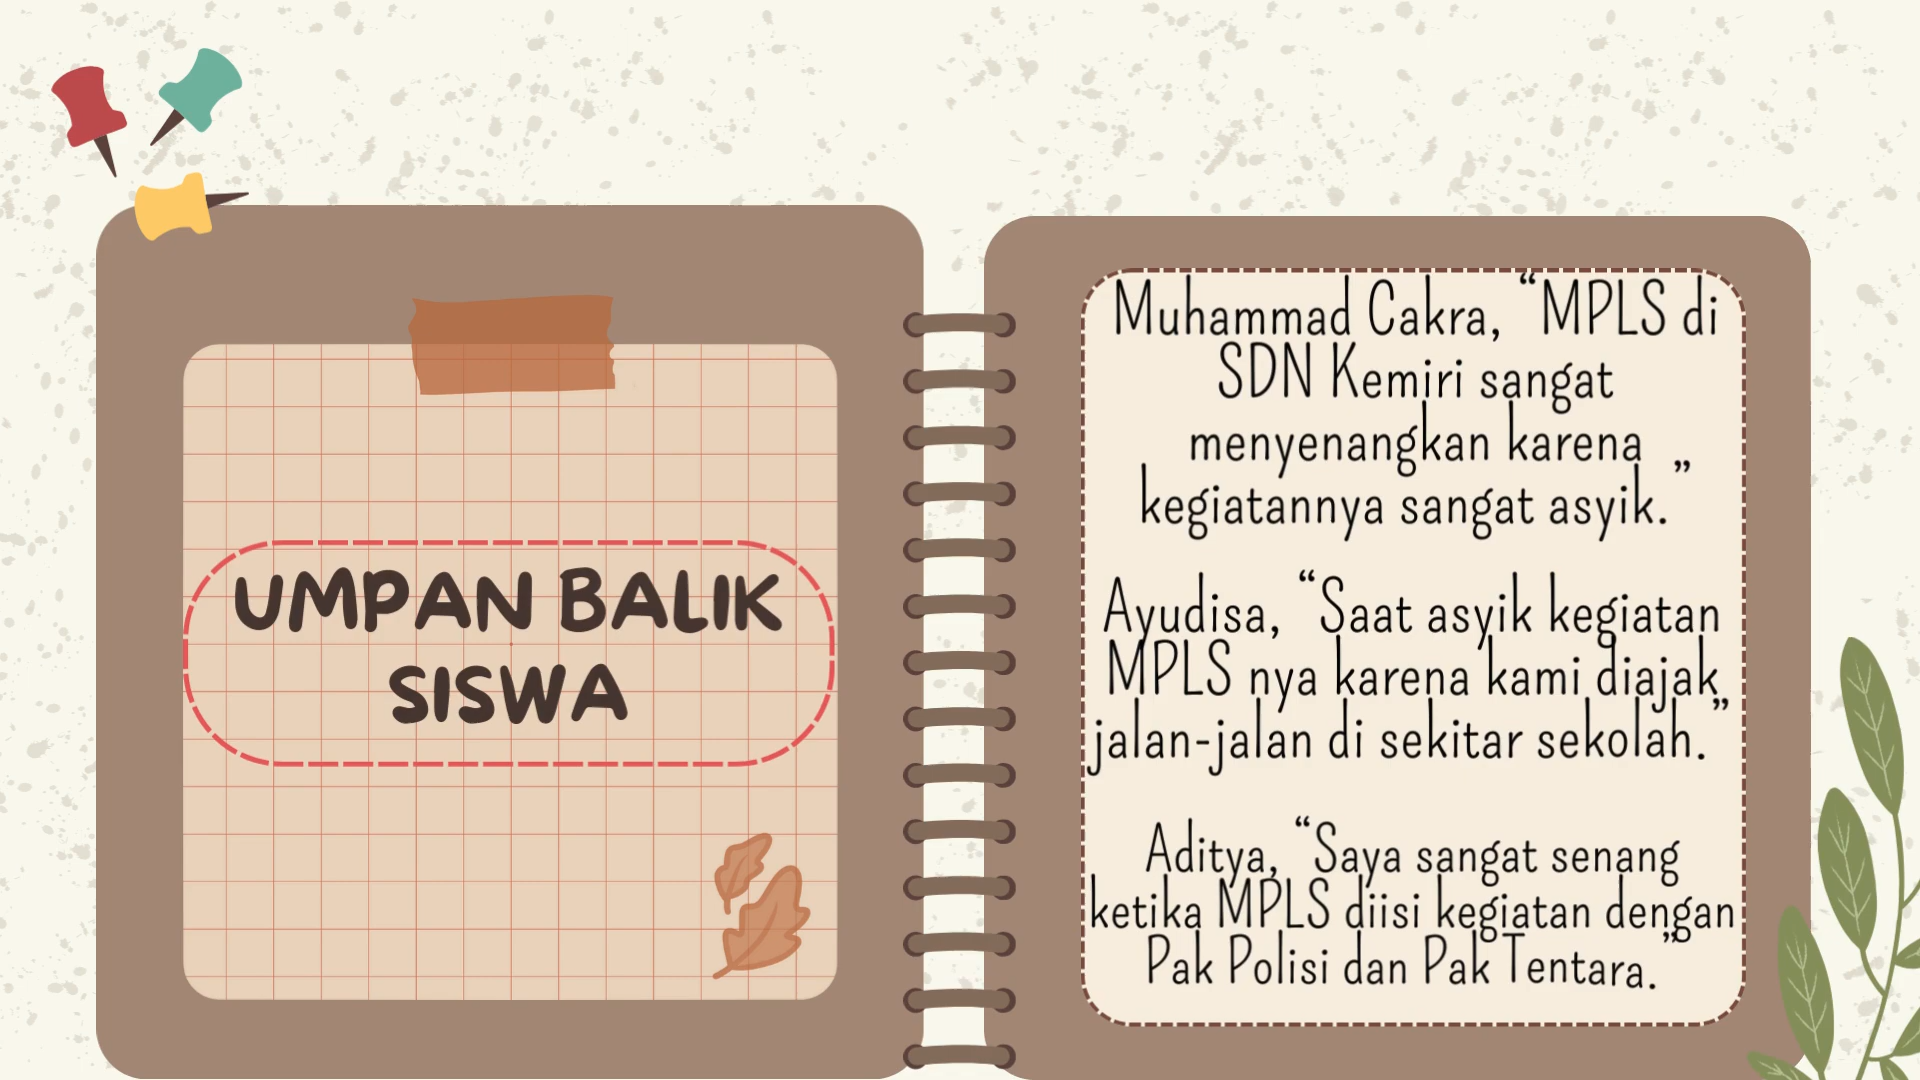 UMPAN BALIK
SISWA
Muhammad Cakra, “MPLS di
SDN Kemiri sangat
menyenangkan karena
kegiatannya sangat asyik.”
Ayudisa, “Saat asyik kegiatan
MPLS nya karena kami diajak
jalan-jalan di sekitar sekolah.”
Aditya, “Saya sangat senang
ketika MPLS diisi kegiatan dengan
Pak Polisi dan Pak Tentara.”